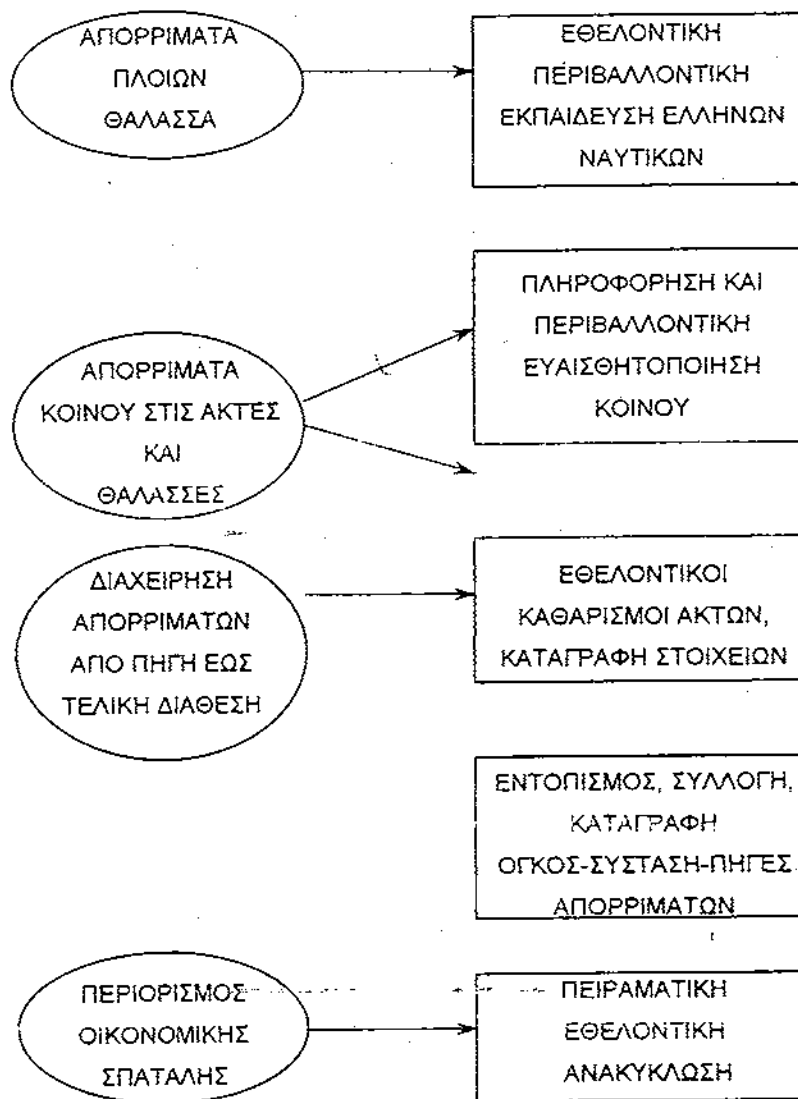 ΑΠΟΡΡΙΜΑΤΑ
ΠΛΟΙΩΝ
ΘΑΛΑΣΣΑ
ΕΘΕΛΟΝΤΙΚΗ
ΠΕΡΙΒΑΛΛΟΝΤΙΚΗ
ΕΚΠΑΙΔΕΥΣΗ ΕΛΛΗΝΩΝ
ΝΑΥΤΙΚΩΝ
ΑΠΟΡΡΙΜΑΤΑ
ΚΟΙΝΟΥ ΣΤΙΣ ΑΚΤΕΣ
ΚΑΙ
ΘΑΛΑΣΣΕΣ
ΠΛΗΡΟΦΟΡΗΣΗ ΚΑΙ
ΠΕΡΙΒΑΛΛΟΝΤΙΚΗ
ΕΥΑΙΣΘΗΤΟΠΟΙΗΣΗ
ΚΟΙΝΟΥ
ΔΙΑΧΕΙΡΗΣΗ
ΑΠΟΡΡΙΜΑΤΩΝ
ΑΠΟ ΠΗΓΗ ΕΩΣ
ΤΕΛΙΚΗ ΔΙΑΘΕΣΗ
ΕΘΕΛΟΝΤΙΚΟΙ
ΚΑΘΑΡΙΣΜΟΙ ΑΚΤΩΝ,
ΚΑΤΑΓΡΑΦΗ ΣΤΟΙΧΕΙΩΝ
ΕΝΤΟΠΙΣΜΟΣ, ΣΥΛΛΟΓΗ,
ΚΑΤΑΓΡΑΦΗ
ΟΓΚΟΣ-ΣΥΣΤΑΣΗ-ΠΗΓΕΣ
ΑΠΟΡΡΙΜΑΤΩΝ
ΠΕΡΙΟΡΙΣΜΟΣ
ΟΙΚΟΝΟΜΙΚΗΣ
ΣΠΑΤΑΛΗΣ
ΠΕΙΡΑΜΑΤΙΚΗ
ΕΘΕΛΟΝΤΙΚΗ
ΑΝΑΚΥΚΛΩΣΗ